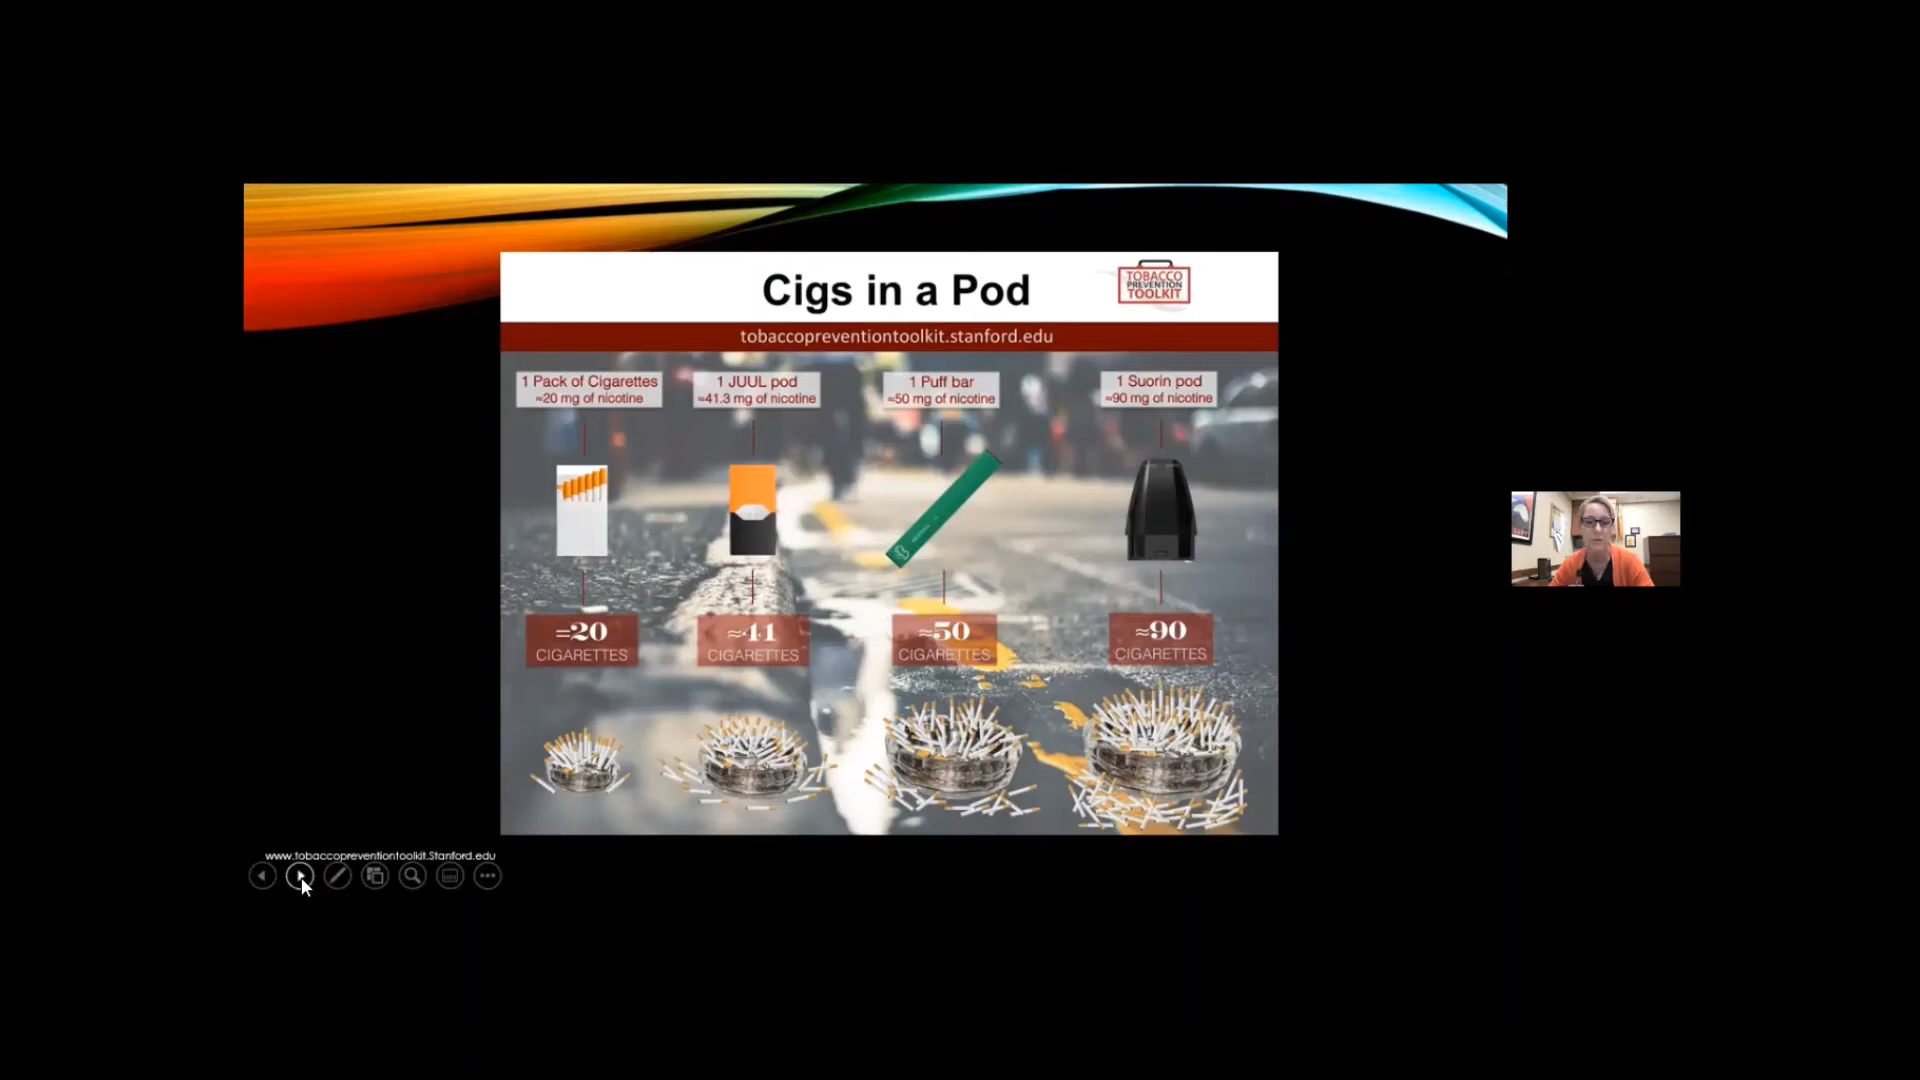 Cigs in a Pod
TOBACCO
PREVENTION
TOOLKIT
tobaccopreventiontoolkit.stanford.edu
1 Pack of Cigarettes
≈20 mg of nicotine
1 JUUL pod
≈41.3 mg of nicotine
1 Puff bar
≈50 mg of nicotine
1 Suorin pod
≈90 mg of nicotine
=20
CIGARETTES
≈41
CIGARETTES
≈50
CIGARETTES
≈90
CIGARETTES
www.tobaccopreventiontoolkit.Stanford.edu